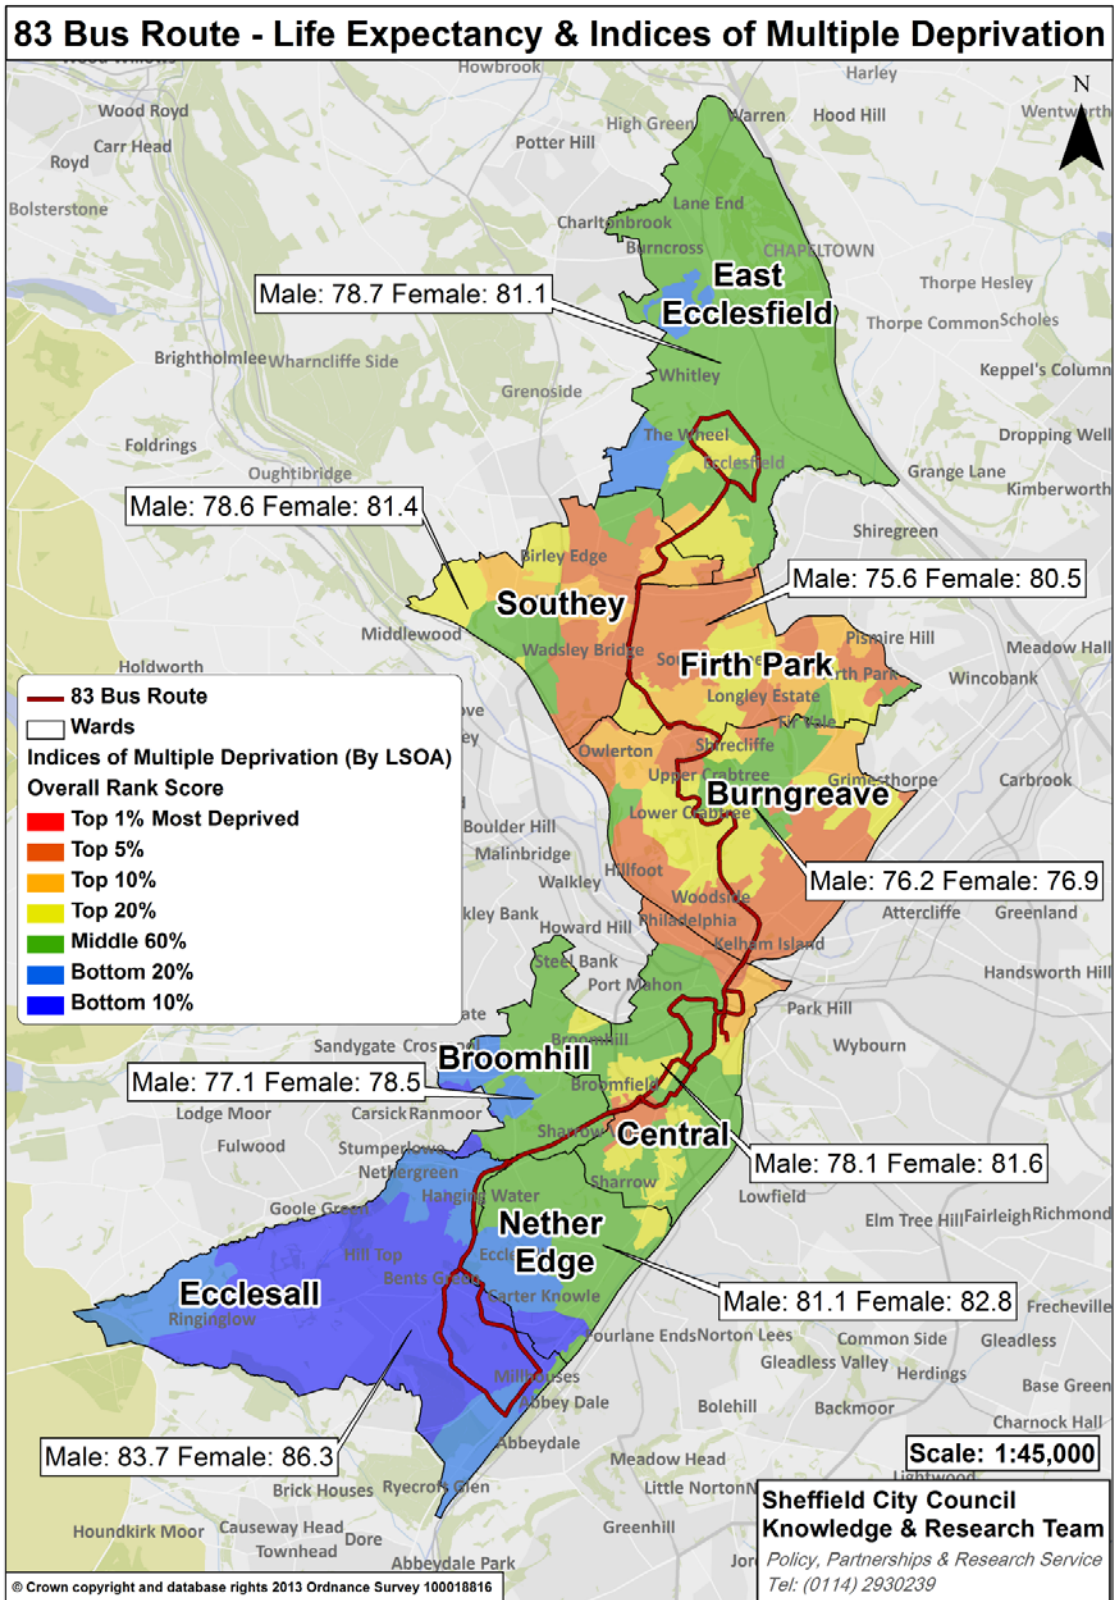 83 Bus Route - Life Expectancy & Indices of Multiple Deprivation
Howbrook
Harley
N
Wood Royd
High Green
Warren
Hood Hill
Wentworth
Carr Head
Potter Hill
Royd
Bolsterstone
Lane End
Charltonbrook
Burncross
CHAPELTOWN
East
Ecclesfield
Thorpe Hesley
Male: 78.7 Female: 81.1
Thorpe Common
Scholes
Brightholmlee
Wharncliffe Side
Whitley
Keppel's Column
Grenoside
The Wheel
Dropping Well
Foldrings
Ecclesfield
Grange Lane
Oughtibridge
Kimberworth
Male: 78.6 Female: 81.4
Shiregreen
Birley Edge
Male: 75.6 Female: 80.5
Southey
Middlewood
Pismire Hill
Wadsley Bridge
Meadow Hall
Holdworth
Firth Park
Wincobank
Longley Estate
Fir Vale
83 Bus Route
Wards
Indices of Multiple Deprivation (By LSOA)
Overall Rank Score
Top 1% Most Deprived
Top 5%
Top 10%
Top 20%
Middle 60%
Bottom 20%
Bottom 10%
Owlerton
Shirecliffe
Upper Crabtree
Grimesthorpe
Carbrook
Burngreave
Lower Crabtree
Boulder Hill
Malinbridge
Hillfoot
Walkley
Male: 76.2 Female: 76.9
Woodside
kley Bank
Philadelphia
Attercliffe
Greenland
Howard Hill
Kelham Island
Steel Bank
Handsworth Hill
Port Mahon
Park Hill
Broomhill
Sandygate
Wybourn
Broomhill
Male: 77.1 Female: 78.5
Broomfield
Lodge Moor
Carsick
Ranmoor
Sharrow
Central
Fulwood
Stumperlowe
Male: 78.1 Female: 81.6
Nethergreen
Sharrow
Hanging Water
Lowfield
Goole Green
Elm Tree Hill
Fairleigh
Richmond
Nether
Edge
Hill Top
Bents Green
Ecclesall
Carter Knowle
Male: 81.1 Female: 82.8
Frecheville
Ringinglow
Fourlane Ends
Norton Lees
Common Side
Gleadless
Gleadless Valley
Herdings
Millhouses
Base Green
Abbey Dale
Bolehill
Backmoor
Charnock Hall
Abbeydale
Male: 83.7 Female: 86.3
Scale: 1:45,000
Meadow Head
Lightwood
Brick Houses
Ryecroft Glen
Little Norton
Sheffield City Council
Knowledge & Research Team
Policy, Partnerships & Research Service
Tel: (0114) 2930239
Houndkirk Moor
Causeway Head
Dore
Greenhill
Townhead
Abbeydale Park
© Crown copyright and database rights 2013 Ordnance Survey 100018816